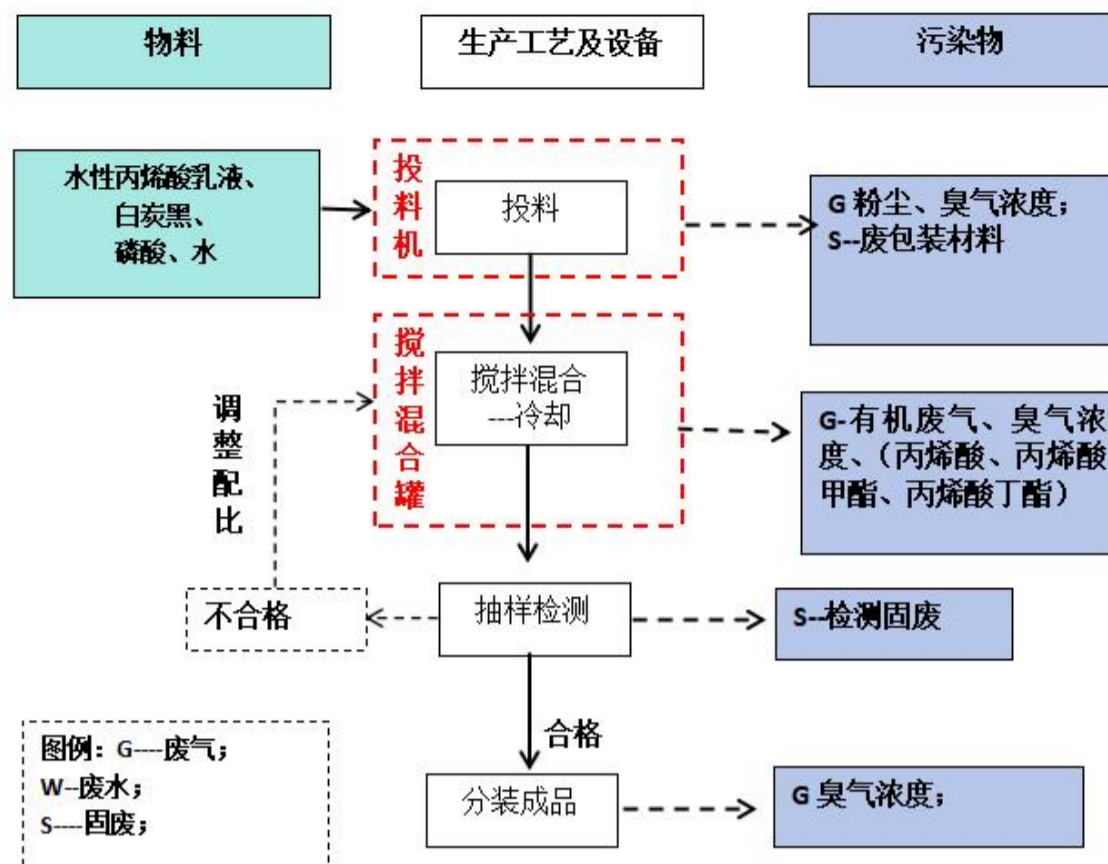 物料
生产工艺及设备
污染物
水性丙烯酸乳液、
白炭黑、
磷酸、水
投料机
投料
G 粉尘、臭气浓度；
S--废包装材料
搅拌混合罐
搅拌混合
---冷却
G-有机废气、臭气浓
度、（丙烯酸、丙烯酸
甲酯、丙烯酸丁酯）
调整配比
不合格
抽样检测
S--检测固废
合格
分装成品
G 臭气浓度；
图例：G----废气；
W--废水；
S----固废；